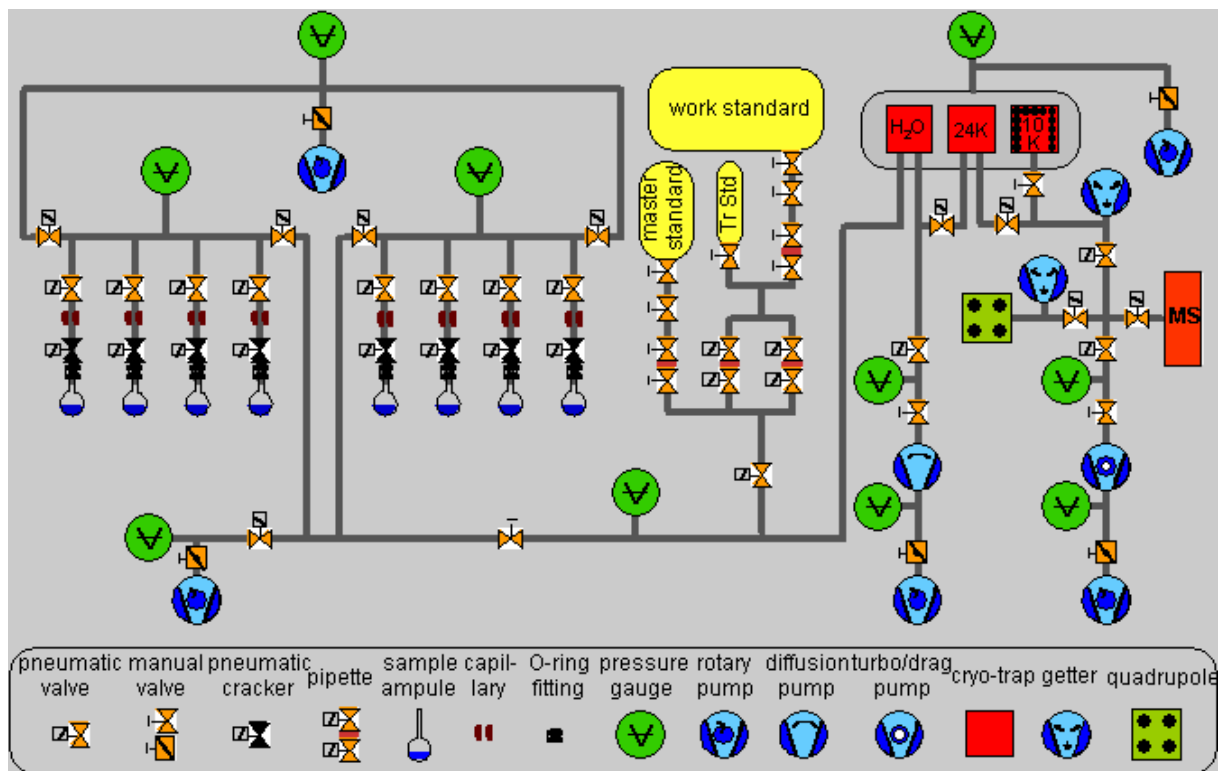 work standard
master
standard
Tr Std
H₂O
24K
10
K
MS
pneumatic
valve
manual
valve
pneumatic
cracker
pipette
sample
ampule
capil-
lary
O-ring
fitting
pressure
gauge
rotary
pump
diffusion
pump
turbo/drag
pump
cryo-trap
getter
quadrupole